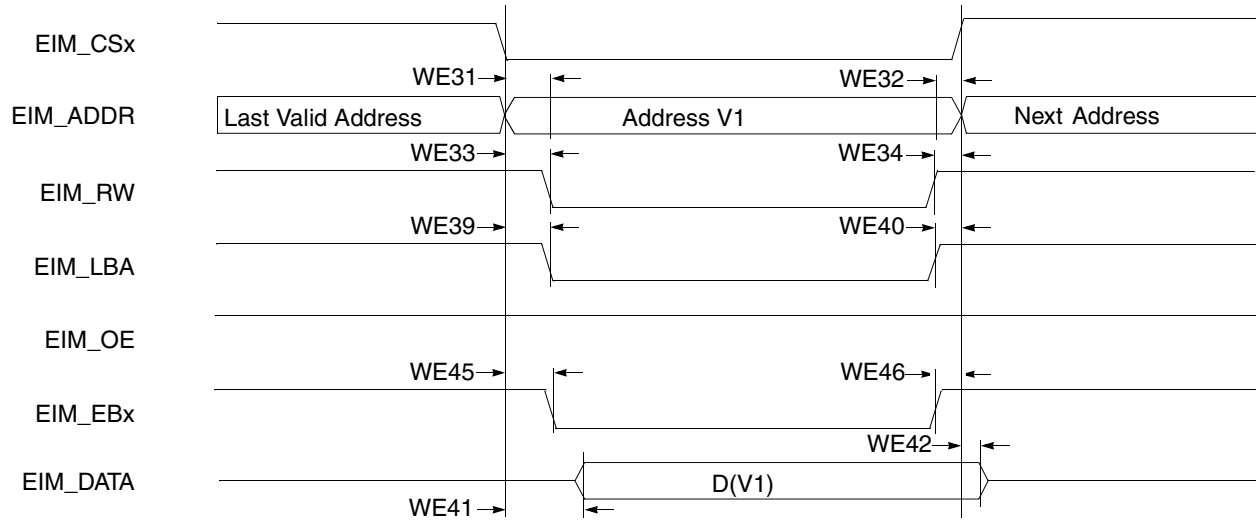 EIM_CSx
WE31
WE32
EIM_ADDR
Last Valid Address
Address V1
Next Address
WE33
WE34
EIM_RW
WE39
WE40
EIM_LBA
EIM_OE
WE45
WE46
EIM_EBx
WE42
EIM_DATA
D(V1)
WE41